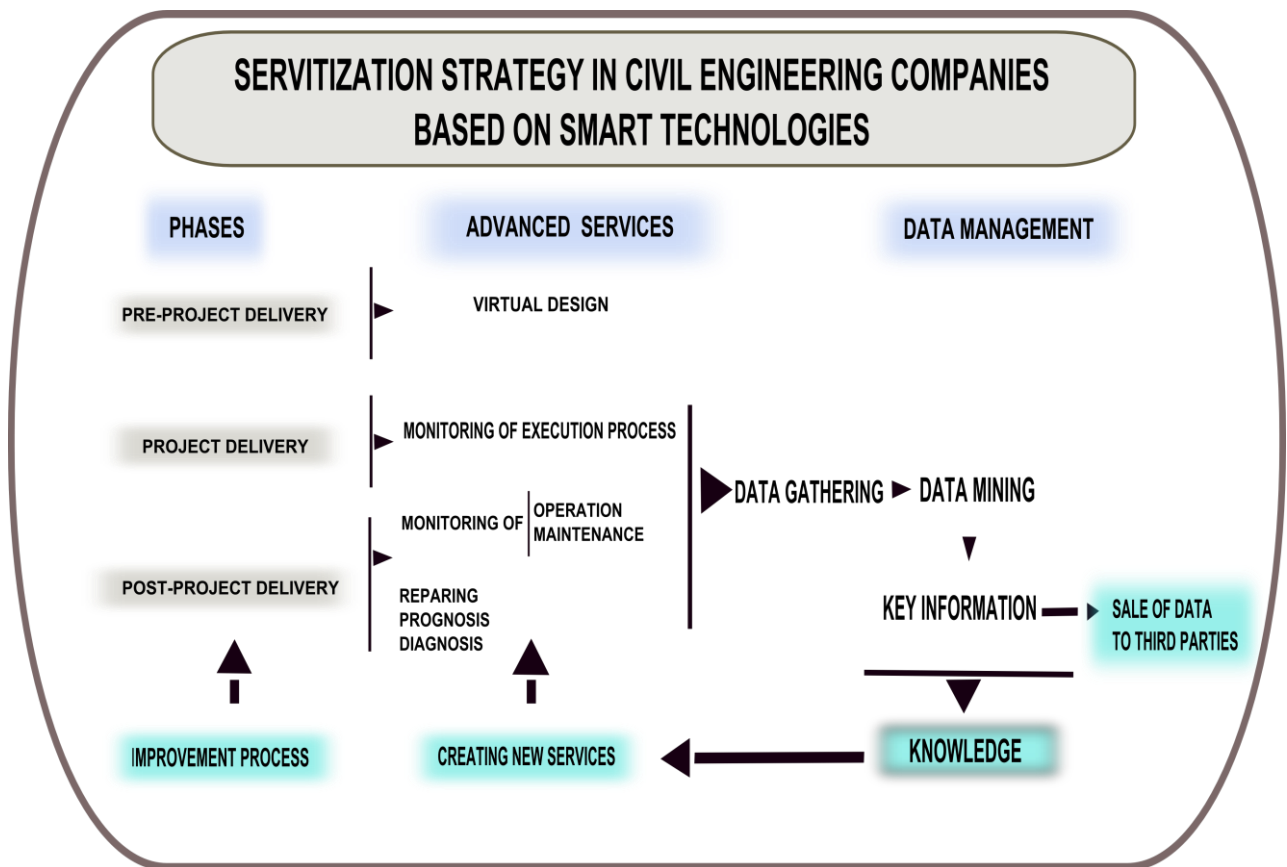 SERVITIZATION STRATEGY IN CIVIL ENGINEERING COMPANIES
BASED ON SMART TECHNOLOGIES
PHASES
ADVANCED SERVICES
DATA MANAGEMENT
PRE-PROJECT DELIVERY
VIRTUAL DESIGN
PROJECT DELIVERY
MONITORING OF EXECUTION PROCESS
DATA GATHERING
DATA MINING
MONITORING OF
OPERATION
MAINTENANCE
POST-PROJECT DELIVERY
REPARING
PROGNOSIS
DIAGNOSIS
KEY INFORMATION
SALE OF DATA
TO THIRD PARTIES
IMPROVEMENT PROCESS
CREATING NEW SERVICES
KNOWLEDGE